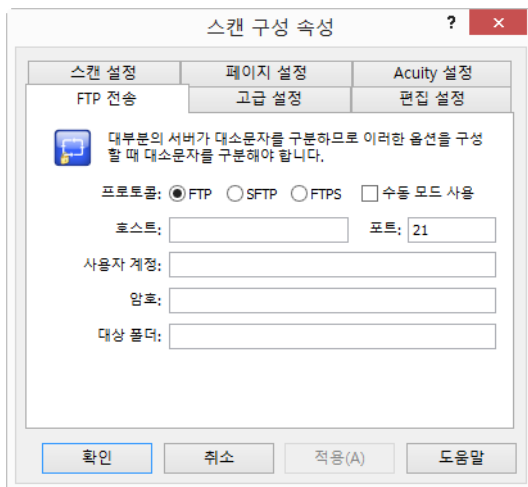 스캔 구성 속성 ?
스캔 설정 페이지 설정 Acuity 설정
FTP 전송 고급 설정 편집 설정
대부분의 서버가 대소문자를 구분하므로 이러한 옵션을 구성
할 때 대소문자를 구분해야 합니다.
프로토콜: FTP SFTP FTPS 수동 모드 사용
호스트: 포트: 21
사용자 계정:
암호:
대상 폴더:
확인 취소 적용(A) 도움말